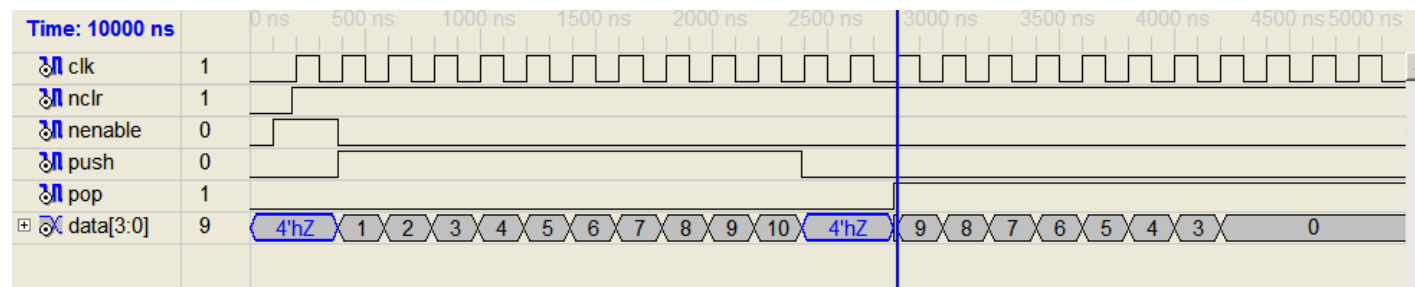 Time: 10000 ns 0 ns 500 ns 1000 ns 1500 ns 2000 ns 2500 ns 3000 ns 3500 ns 4000 ns 4500 ns 5000 ns
clk 1
nclr 1
nenable 0
push 0
pop 1
data[3:0] 9 4'hZ 1 2 3 4 5 6 7 8 9 10 4'hZ 9 8 7 6 5 4 3 0